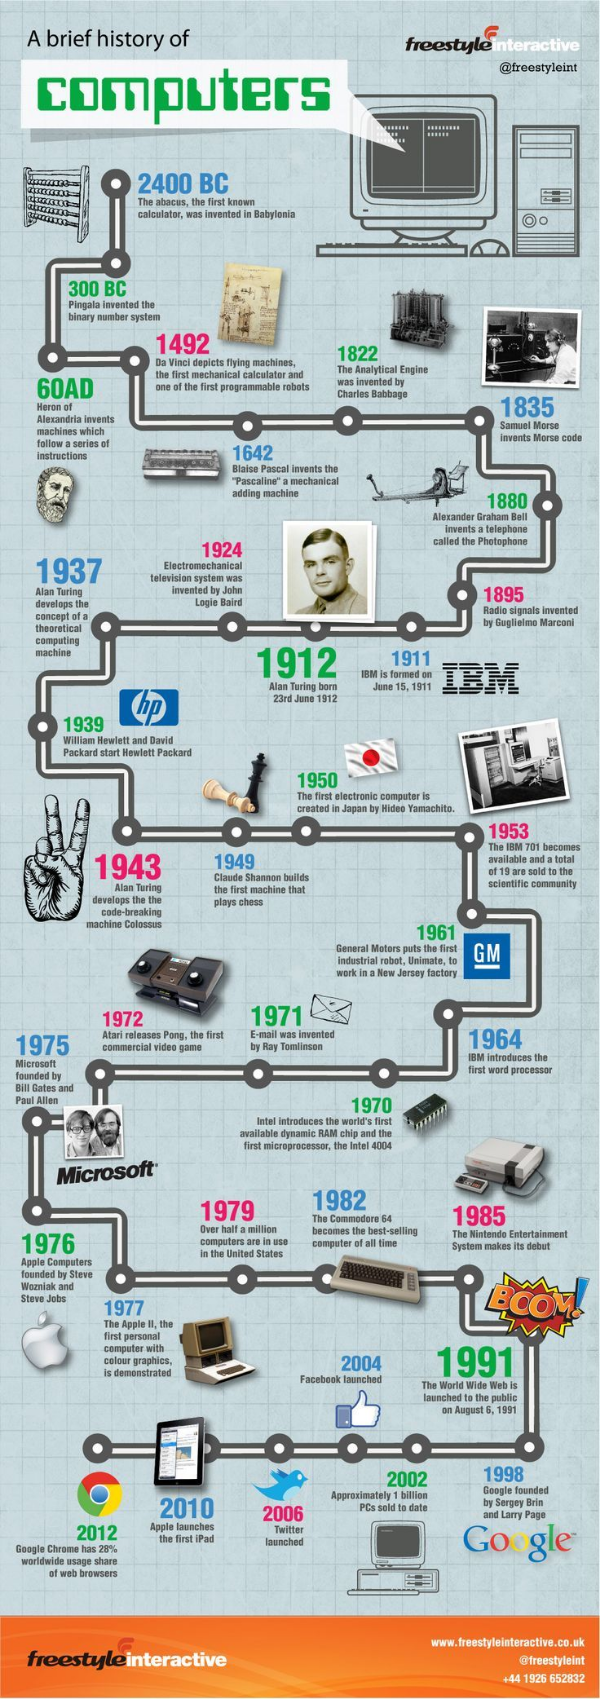 A brief history of
computers
freestyleinteractive
@freestyleint
2400 BC
The abacus, the first known
calculator, was invented in Babylonia
300 BC
Pingala invented the
binary number system
60AD
Heron of
Alexandria invents
machines which
follow a series of
instructions
1492
Da Vinci depicts flying machines,
the first mechanical calculator and
one of the first programmable robots
1642
Blaise Pascal invents the
"Pascaline" a mechanical
adding machine
1822
The Analytical Engine
was invented by
Charles Babbage
1835
Samuel Morse
invents Morse code
1880
Alexander Graham Bell
invents a telephone
called the Photophone
1895
Radio signals invented
by Guglielmo Marconi
1911
IBM is formed on
June 15, 1911
IBM
1912
Alan Turing born
23rd June 1912
1924
Electromechanical
television system was
invented by John
Logie Baird
1937
Alan Turing
develops the
concept of a
theoretical
computing
machine
1939
William Hewlett and David
Packard start Hewlett Packard
hp
1943
Alan Turing
develops the the
code-breaking
machine Colossus
1949
Claude Shannon builds
the first machine that
plays chess
1950
The first electronic computer is
created in Japan by Hideo Yamachito.
1953
The IBM 701 becomes
available and a total
of 19 are sold to the
scientific community
1961
General Motors puts the first
industrial robot, Unimate, to
work in a New Jersey factory
GM
1964
IBM introduces the
first word processor
1970
Intel introduces the world's first
available dynamic RAM chip and the
first microprocessor, the Intel 4004
1971
E-mail was invented
by Ray Tomlinson
1972
Atari releases Pong, the first
commercial video game
1975
Microsoft
founded by
Bill Gates and
Paul Allen
Microsoft
1976
Apple Computers
founded by Steve
Wozniak and
Steve Jobs
1977
The Apple II, the
first personal
computer with
colour graphics,
is demonstrated
1979
Over half a million
computers are in use
in the United States
1982
The Commodore 64
becomes the best-selling
computer of all time
1985
The Nintendo Entertainment
System makes its debut
BOOM!
1991
The World Wide Web is
launched to the public
on August 6, 1991
1998
Google founded
by Sergey Brin
and Larry Page
Google
2002
Approximately 1 billion
PCs sold to date
2004
Facebook launched
2006
Twitter
launched
2010
Apple launches
the first iPad
2012
Google Chrome has 28%
worldwide usage share
of web browsers
freestyleinteractive
www.freestyleinteractive.co.uk
@freestyleint
+44 1926 652832